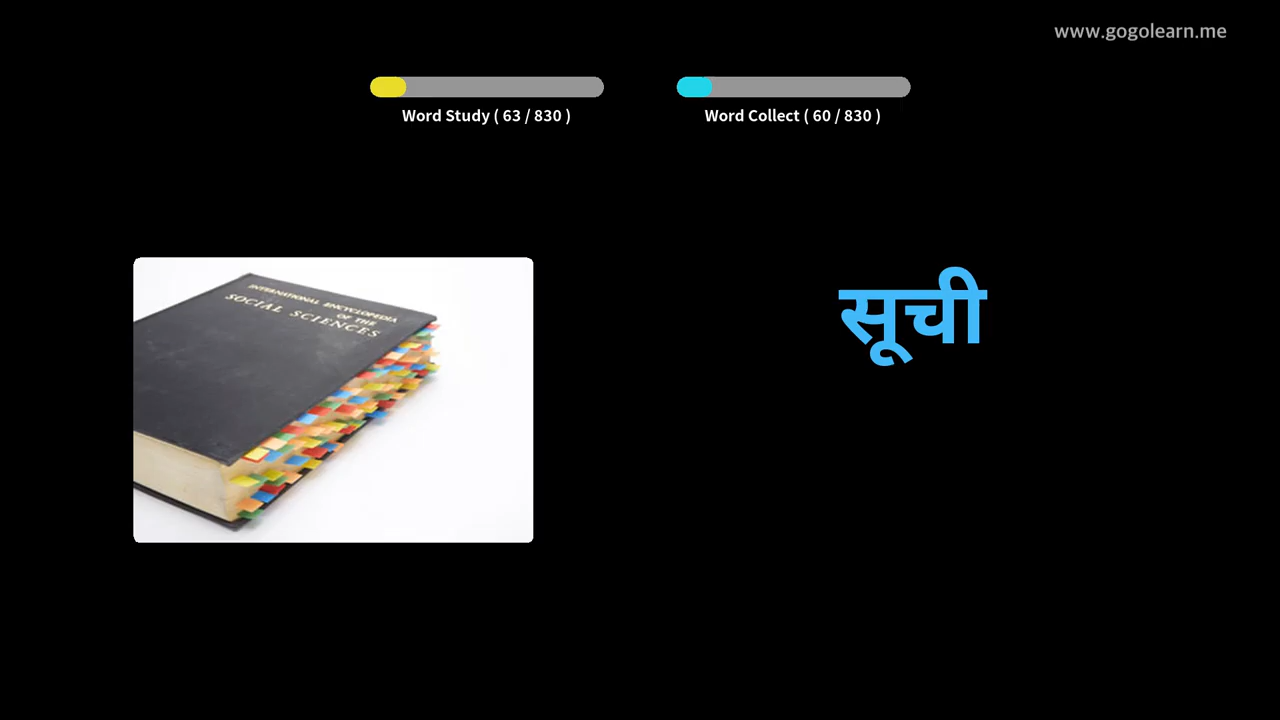 www.gogolearn.me
Word Study ( 63 / 830 )
Word Collect ( 60 / 830 )
INTERNATIONAL ENCYCLOPEDIA
OF THE
SOCIAL SCIENCES
सूची